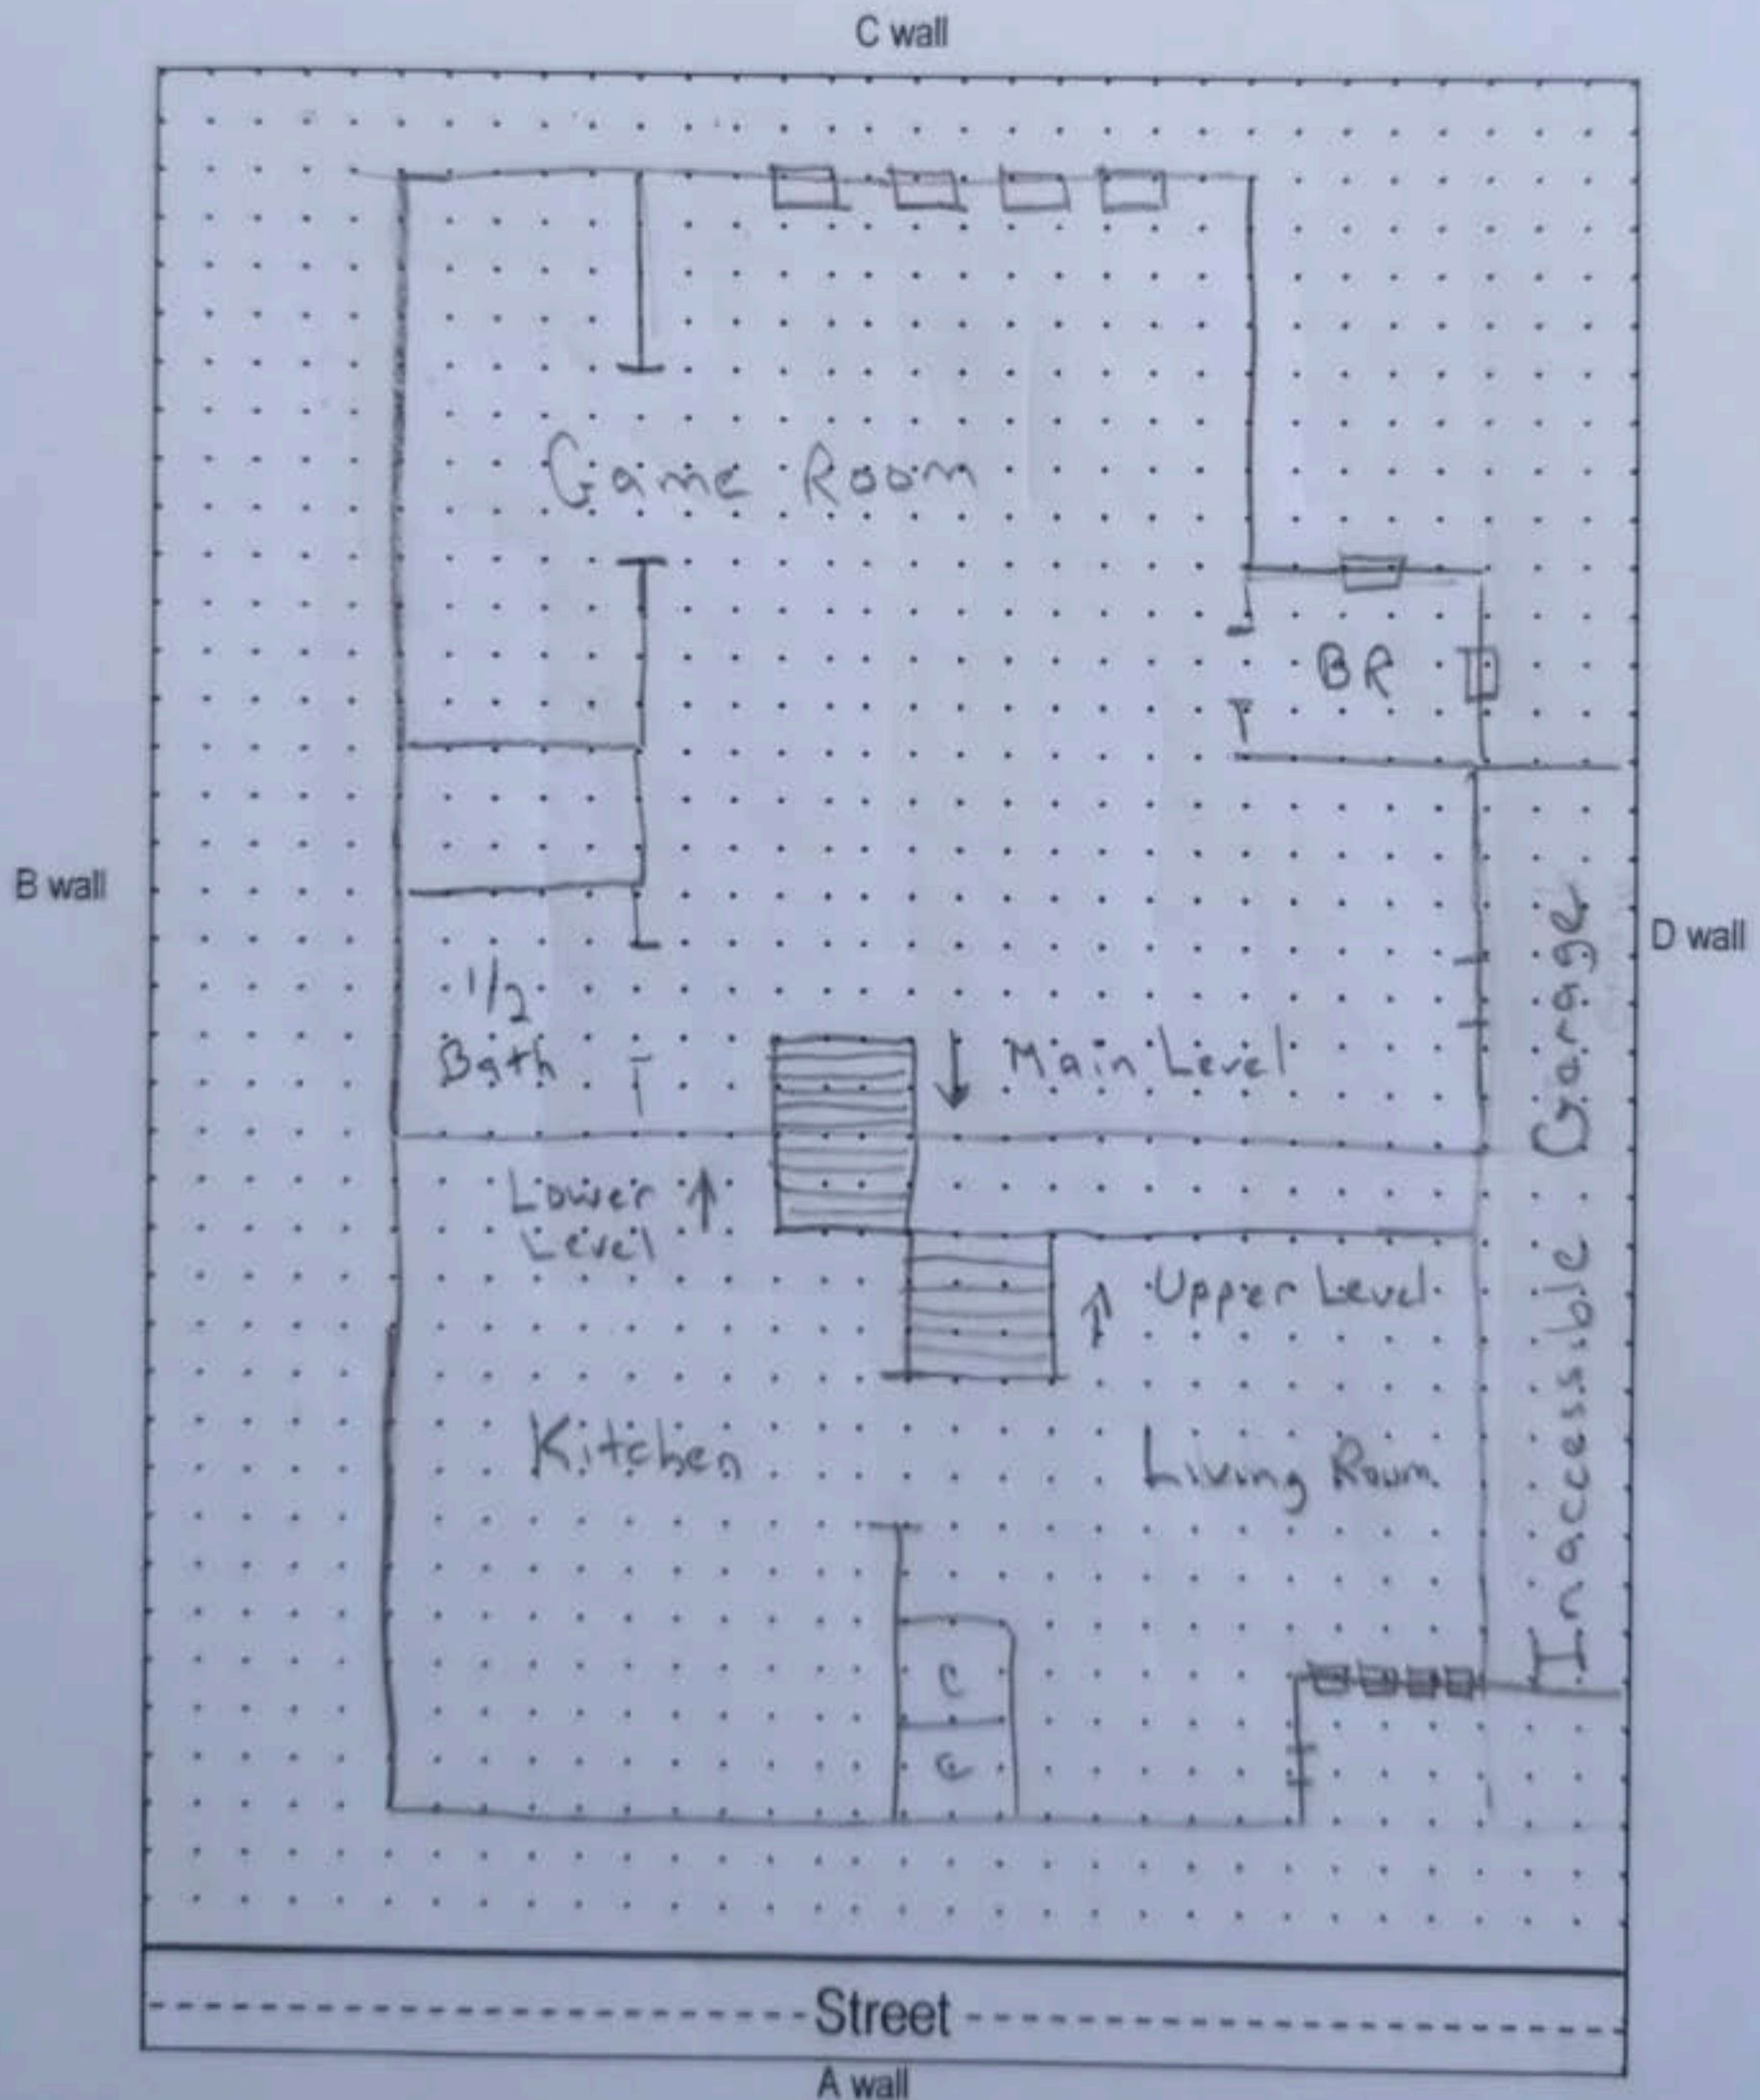 C wall
Game Room
BR
B wall
D wall
1/2
Bath
Main Level
Lower
Level
Upper Level
Inaccessible Garager
Kitchen
Living Room
C
C
Street
A wall